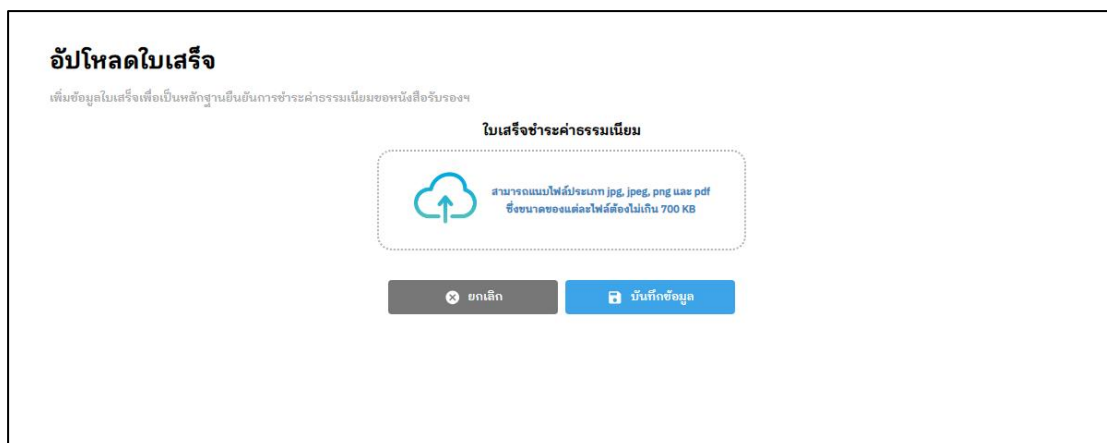 อัปโหลดใบเสร็จ
เพิ่มข้อมูลใบเสร็จเพื่อเป็นหลักฐานยืนยันการชำระค่าธรรมเนียมขอหนังสือรับรองฯ
ใบเสร็จชำระค่าธรรมเนียม
สามารถแนบไฟล์ประเภท jpg, jpeg, png และ pdf
ซึ่งขนาดของแต่ละไฟล์ต้องไม่เกิน 700 KB
ยกเลิก
บันทึกข้อมูล